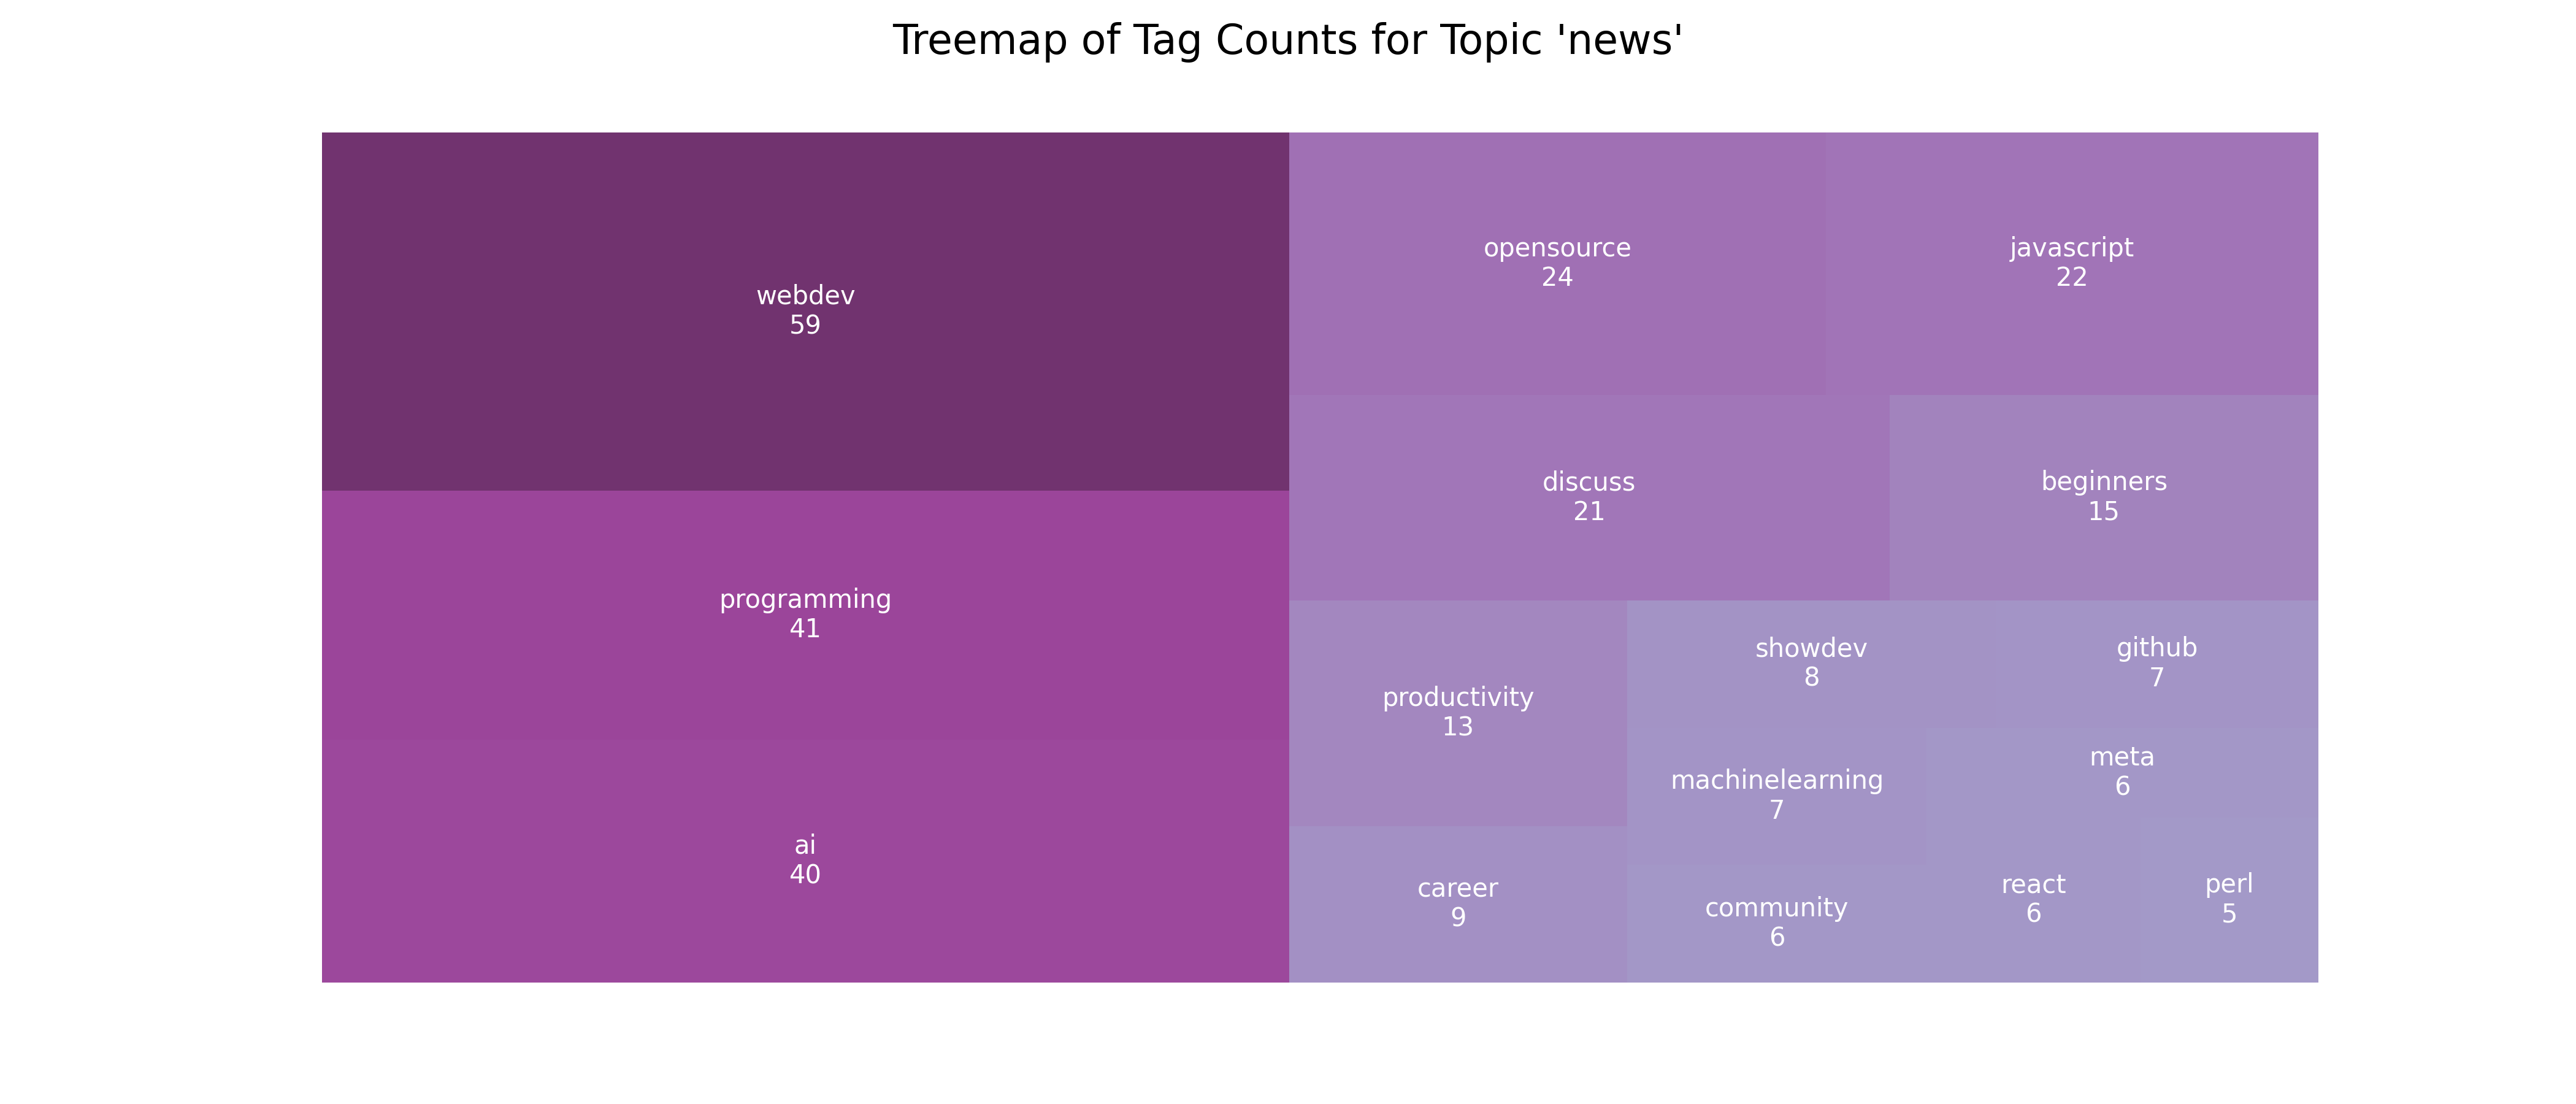 Treemap of Tag Counts for Topic 'news'
webdev
59
programming
41
ai
40
opensource
24
javascript
22
discuss
21
beginners
15
productivity
13
career
9
showdev
8
github
7
machinelearning
7
meta
6
community
6
react
6
perl
5